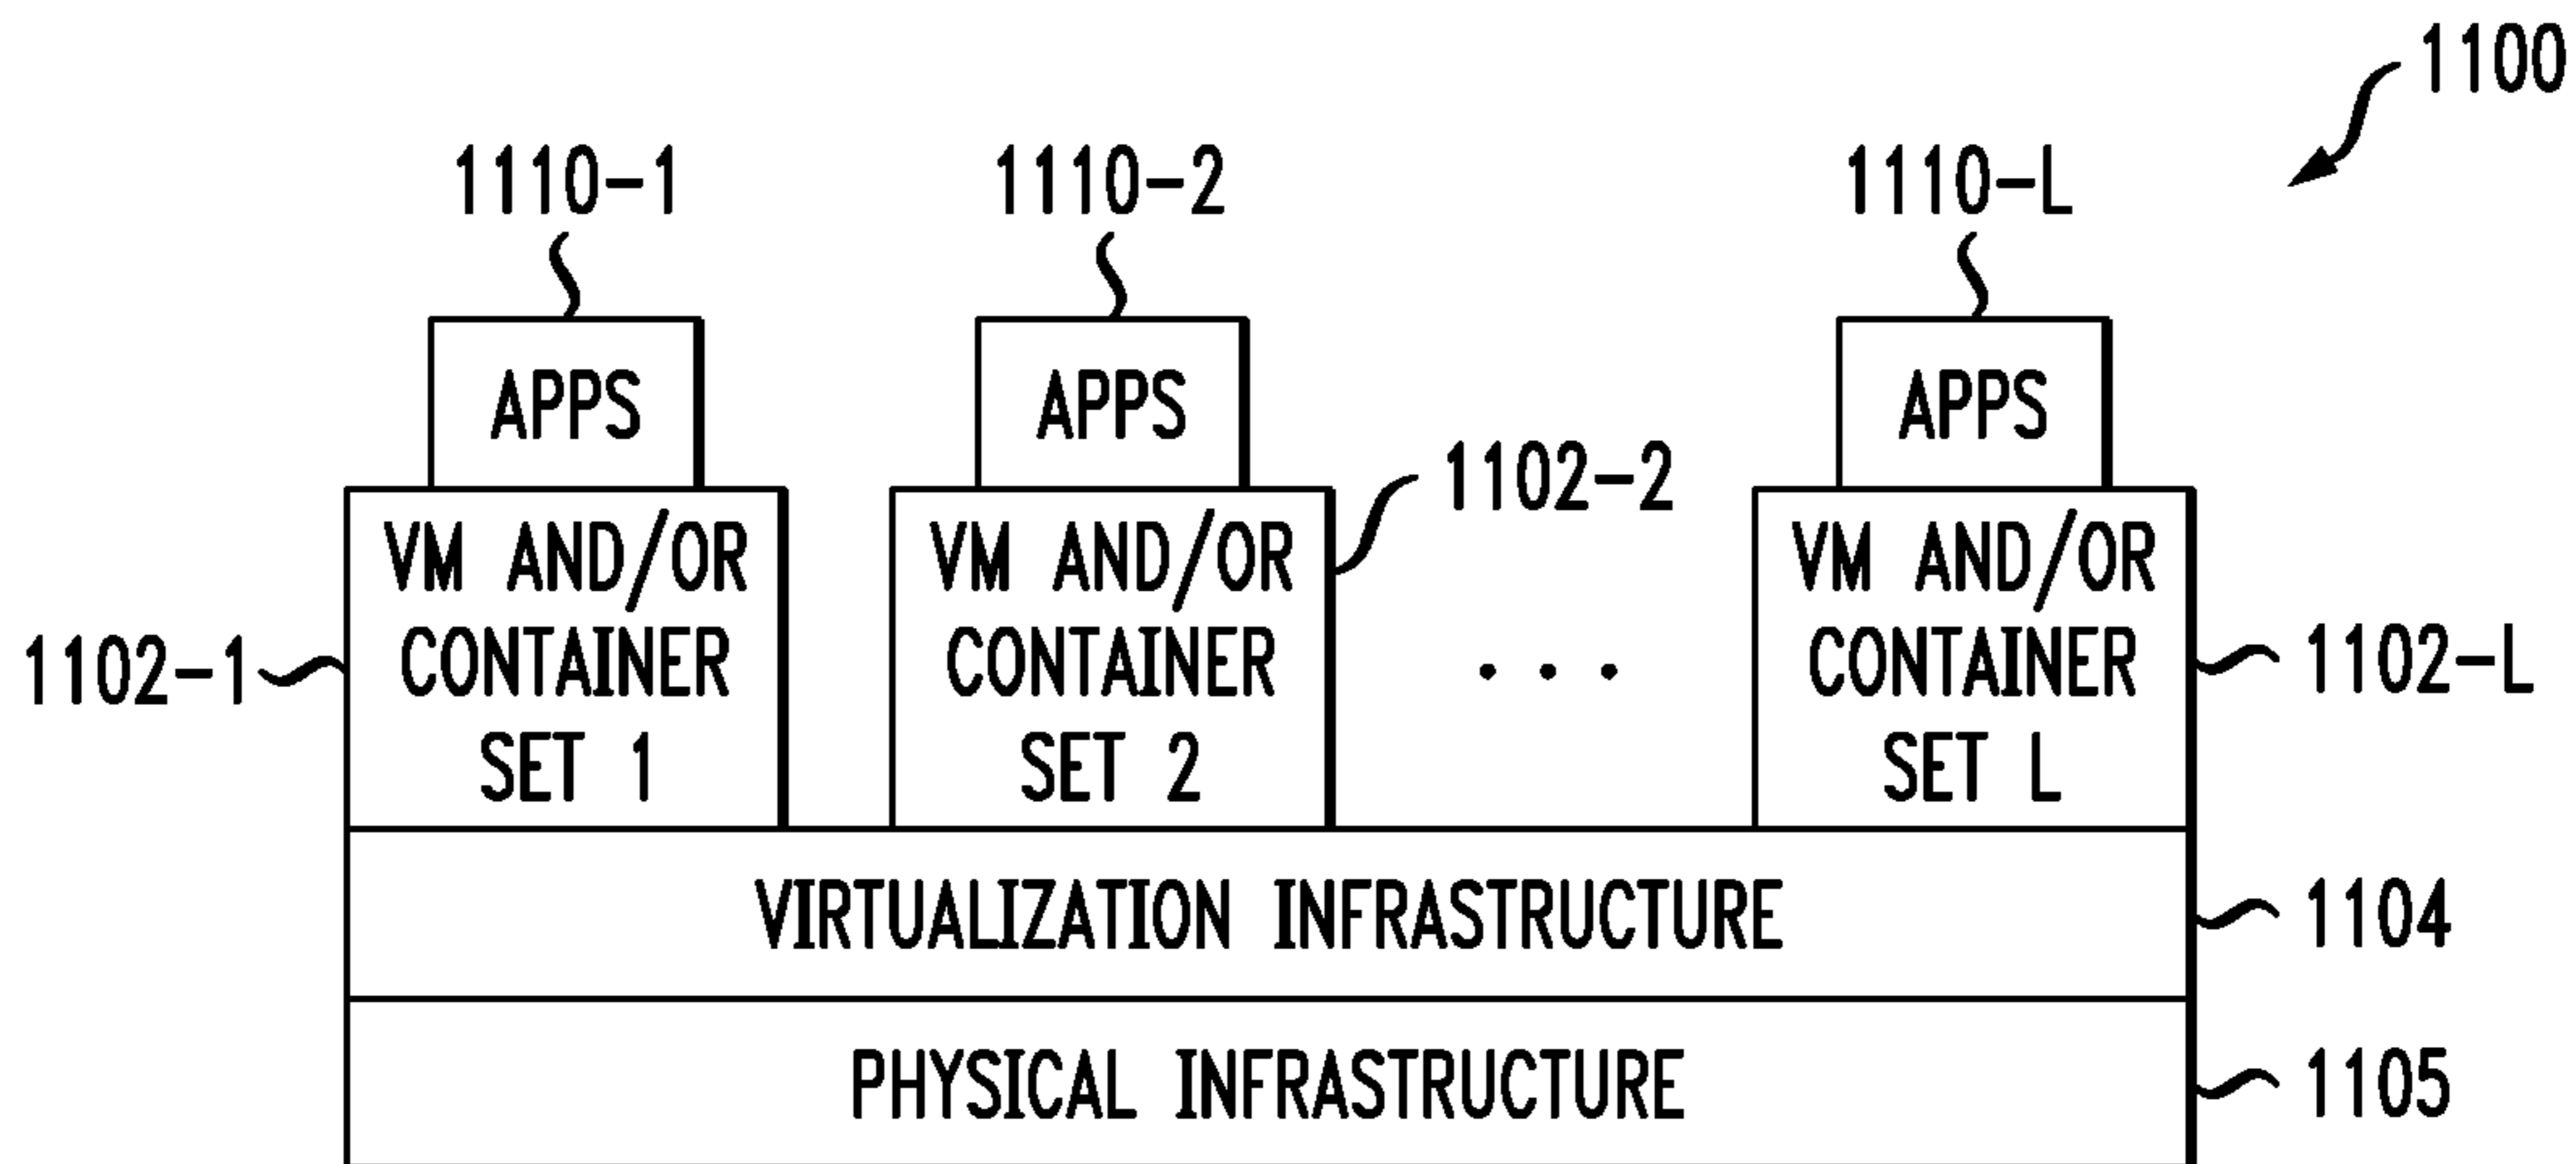 1100
1110-1 1110-2 1110-L
APPS APPS APPS
1102-2
VM AND/OR CONTAINER SET 1
VM AND/OR CONTAINER SET 2
VM AND/OR CONTAINER SET L
1102-1 . . . 1102-L
VIRTUALIZATION INFRASTRUCTURE 1104
PHYSICAL INFRASTRUCTURE 1105